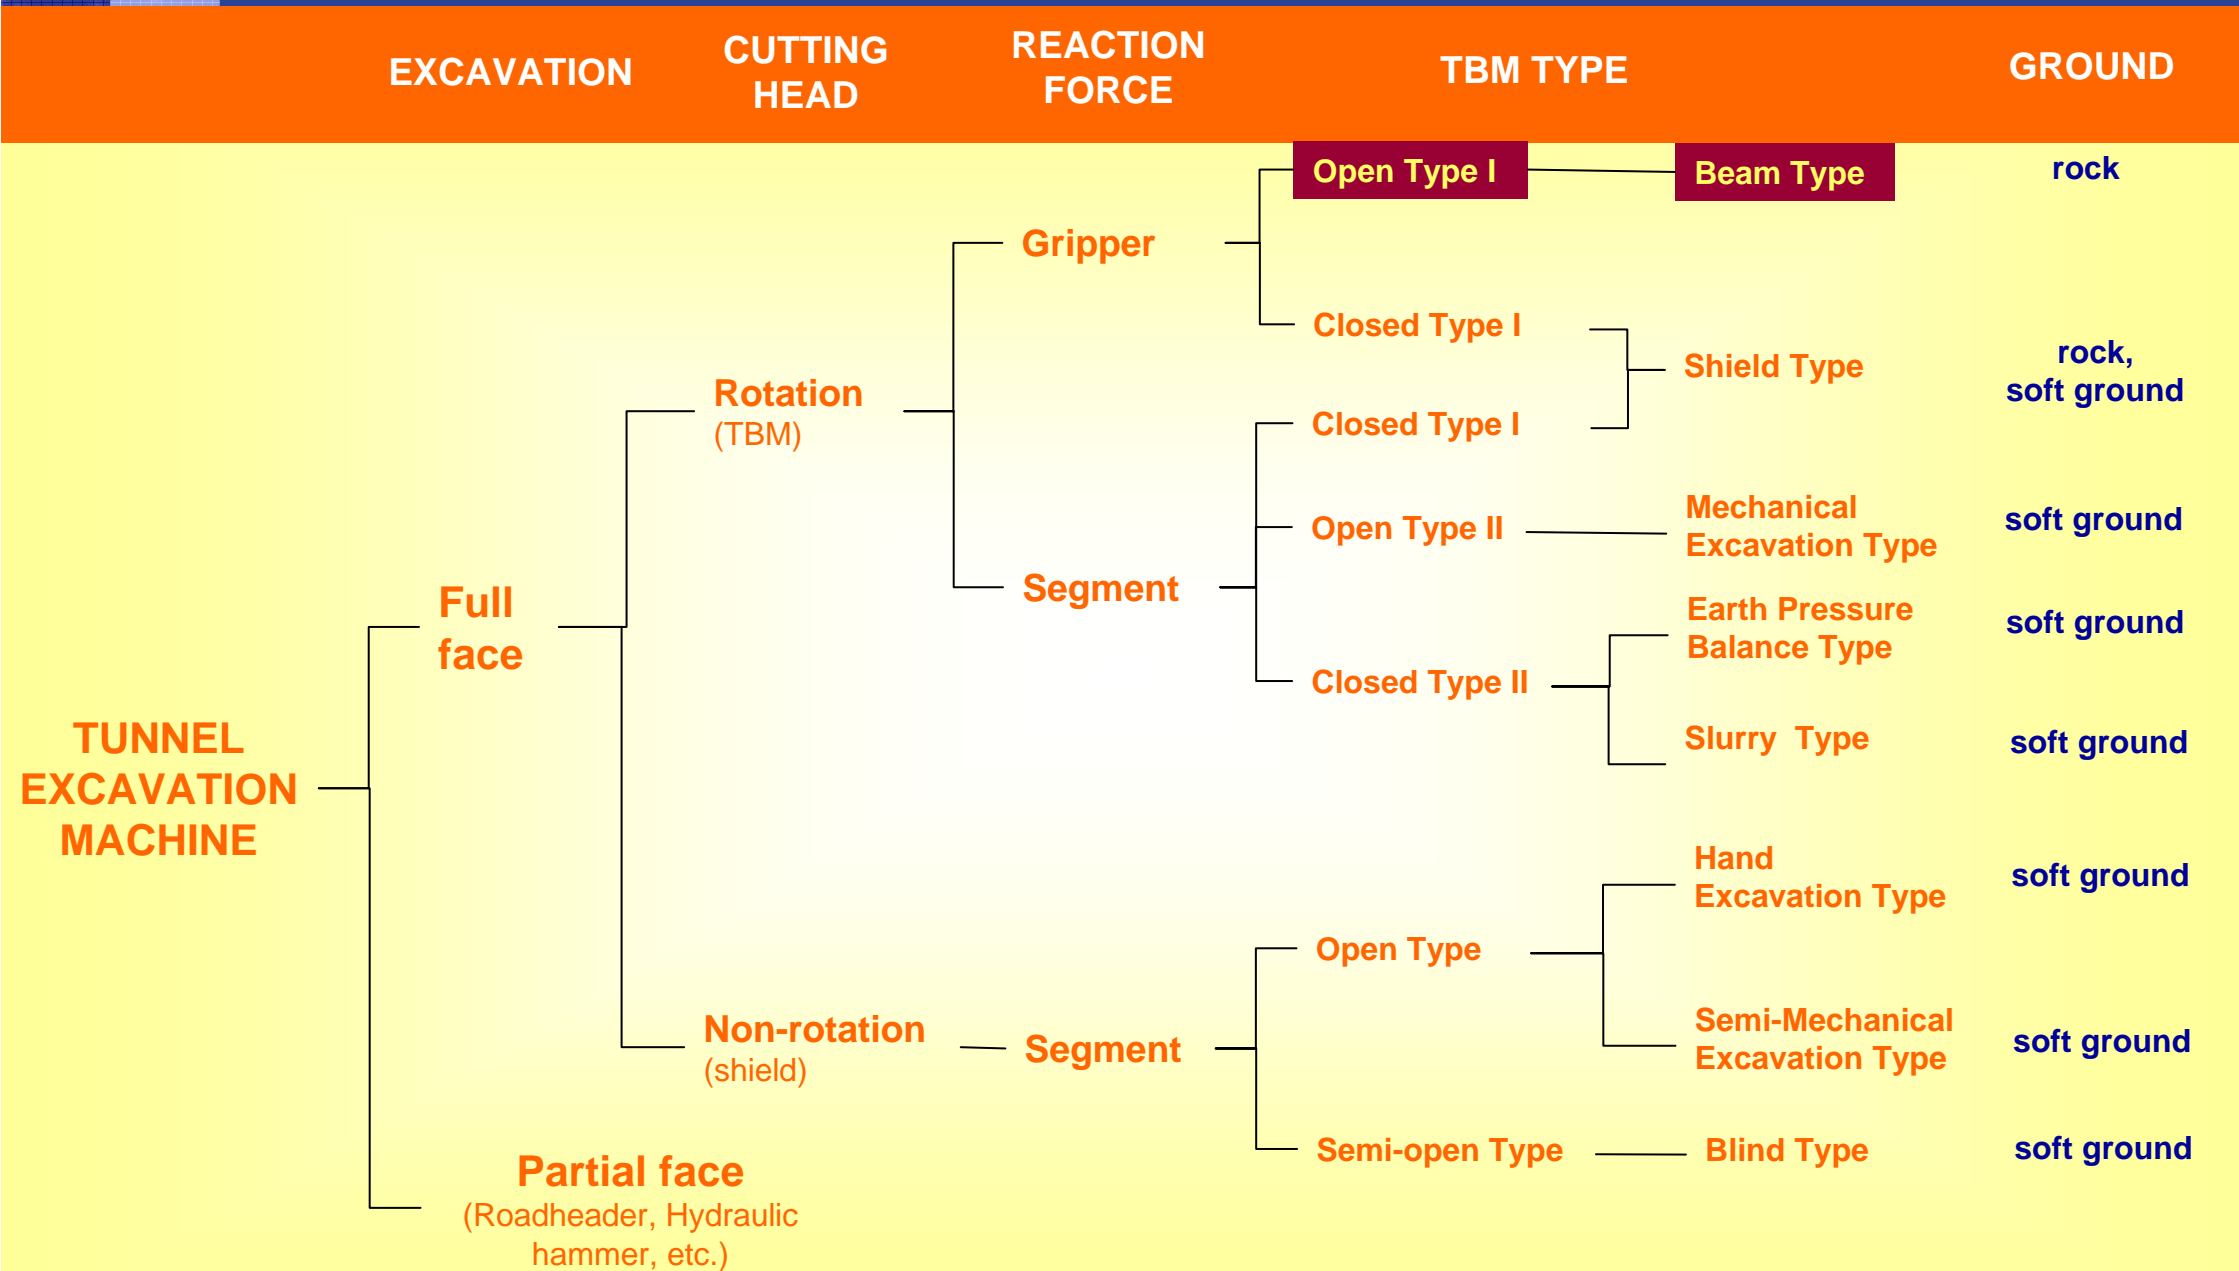 EXCAVATION
CUTTING
HEAD
REACTION
FORCE
TBM TYPE
GROUND
Open Type I
Beam Type
rock
Gripper
Closed Type I
Shield Type
rock,
soft ground
Rotation
(TBM)
Closed Type I
Open Type II
Mechanical
Excavation Type
soft ground
Segment
Full
face
Earth Pressure
Balance Type
soft ground
Closed Type II
Slurry  Type
soft ground
TUNNEL
EXCAVATION
MACHINE
Hand
Excavation Type
soft ground
Open Type
Non-rotation
(shield)
Segment
Semi-Mechanical
Excavation Type
soft ground
Semi-open Type
Blind Type
soft ground
Partial face
(Roadheader, Hydraulic
hammer, etc.)